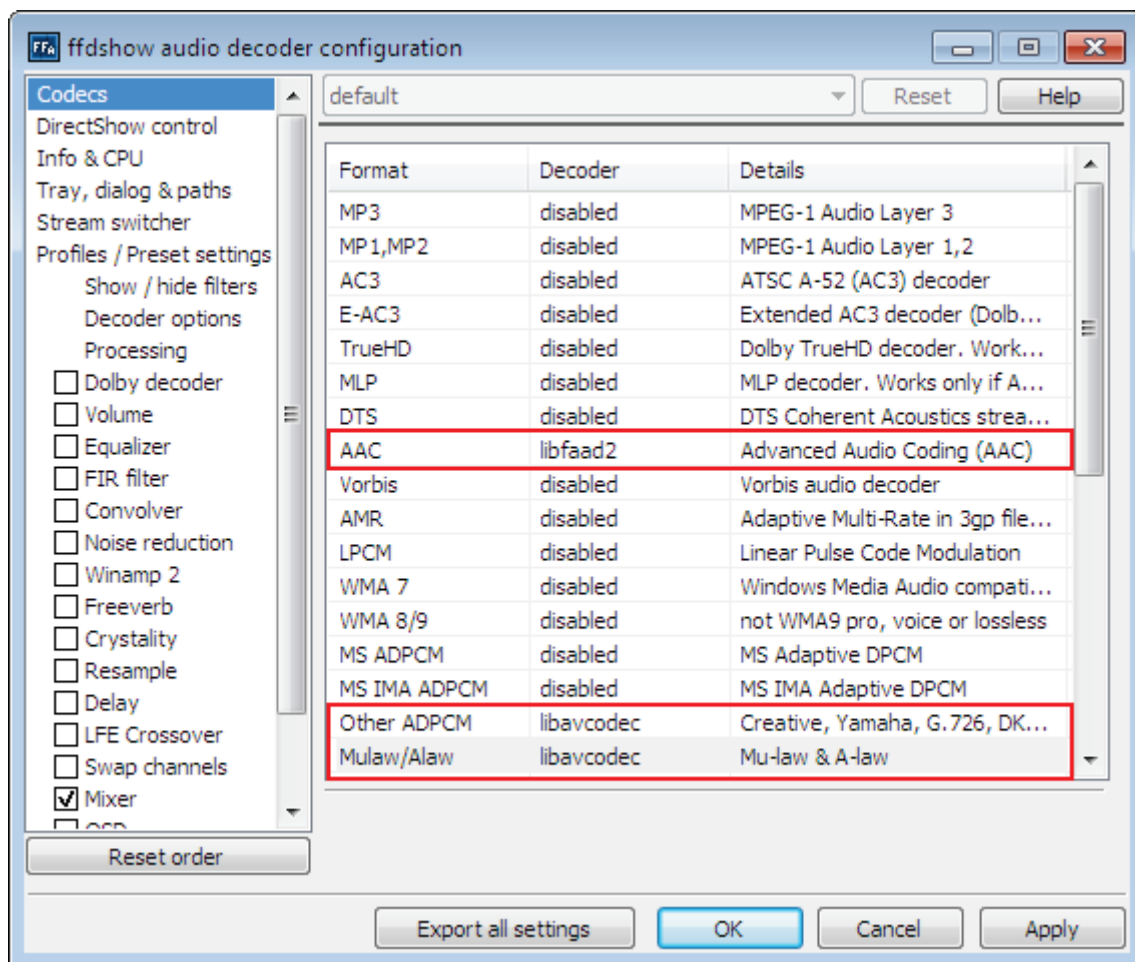 FFA ffdshow audio decoder configuration
Codecs
DirectShow control
Info & CPU
Tray, dialog & paths
Stream switcher
Profiles / Preset settings
Show / hide filters
Decoder options
Processing
Dolby decoder
Volume
Equalizer
FIR filter
Convolver
Noise reduction
Winamp 2
Freeverb
Crystality
Resample
Delay
LFE Crossover
Swap channels
Mixer
Reset order
default Reset Help
Format Decoder Details
MP3 disabled MPEG-1 Audio Layer 3
MP1,MP2 disabled MPEG-1 Audio Layer 1,2
AC3 disabled ATSC A-52 (AC3) decoder
E-AC3 disabled Extended AC3 decoder (Dolb...
TrueHD disabled Dolby TrueHD decoder. Work...
MLP disabled MLP decoder. Works only if A...
DTS disabled DTS Coherent Acoustics strea...
AAC libfaad2 Advanced Audio Coding (AAC)
Vorbis disabled Vorbis audio decoder
AMR disabled Adaptive Multi-Rate in 3gp file...
LPCM disabled Linear Pulse Code Modulation
WMA 7 disabled Windows Media Audio compati...
WMA 8/9 disabled not WMA9 pro, voice or lossless
MS ADPCM disabled MS Adaptive DPCM
MS IMA ADPCM disabled MS IMA Adaptive DPCM
Other ADPCM libavcodec Creative, Yamaha, G.726, DK...
Mulaw/Alaw libavcodec Mu-law & A-law
Export all settings OK Cancel Apply